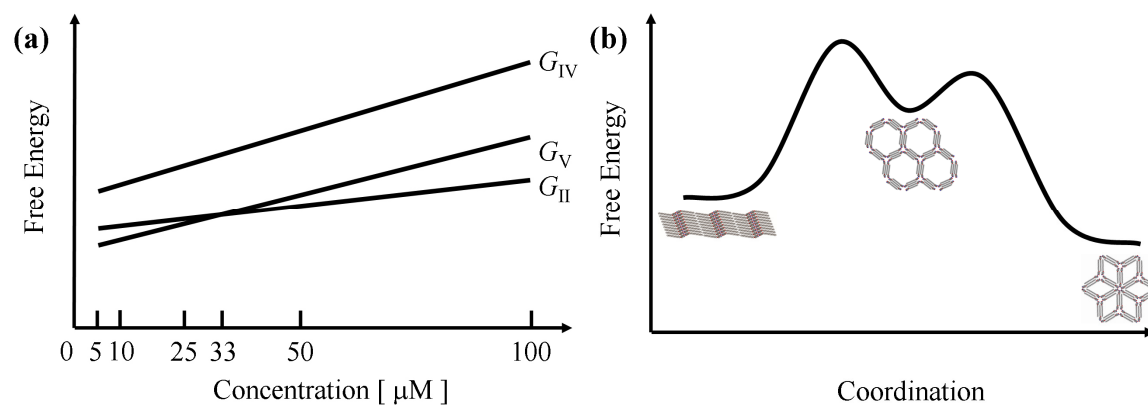 (a)
Free Energy
G_IV
G_V
G_II
0 5 10 25 33 50 100
Concentration [ μM ]
(b)
Free Energy
Coordination